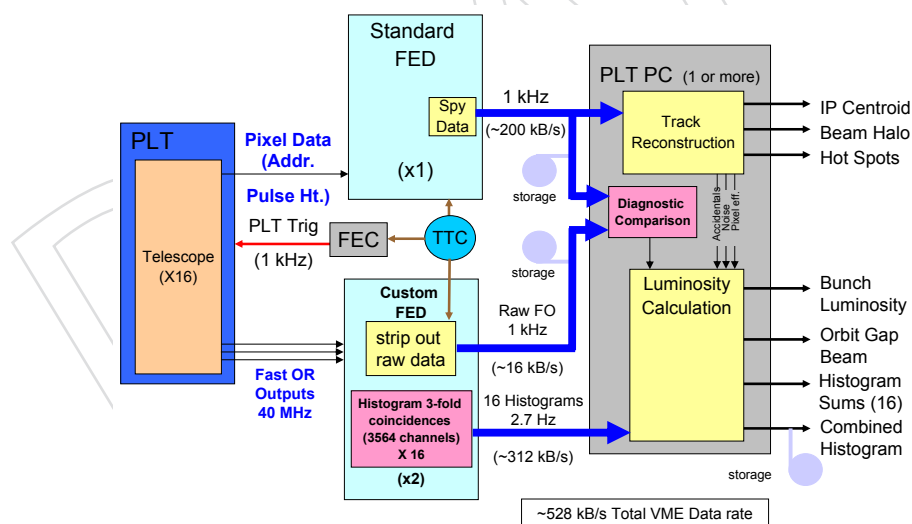 Standard
FED
Spy
Data
(x1)
PLT
Telescope
(X16)
Pixel Data
(Addr.
Pulse Ht.)
PLT Trig
(1 kHz)
FEC
TTC
Fast OR
Outputs
40 MHz
Custom
FED
strip out
raw data
Histogram 3-fold
coincidences
(3564 channels)
X 16
(x2)
1 kHz
(~200 kB/s)
storage
storage
Raw FO
1 kHz
(~16 kB/s)
16 Histograms
2.7 Hz
(~312 kB/s)
PLT PC (1 or more)
Track
Reconstruction
Diagnostic
Comparison
Accidentals
Noise
Pixel eff.
Luminosity
Calculation
IP Centroid
Beam Halo
Hot Spots
Bunch
Luminosity
Orbit Gap
Beam
Histogram
Sums (16)
Combined
Histogram
storage
~528 kB/s Total VME Data rate